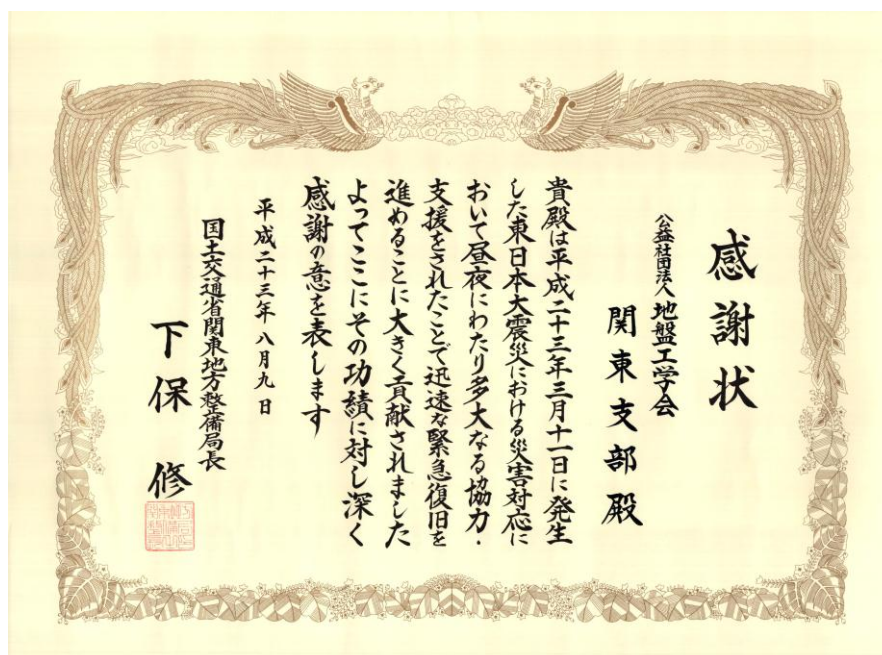 感謝状
公益社団法人 地盤工学会
関東支部殿
貴殿は平成二十三年三月十一日に発生
した東日本大震災における災害対応に
おいて昼夜にわたり多大なる協力・
支援をされたことで迅速な緊急復旧を
進めることに大きく貢献されました
よってここにその功績に対し深く
感謝の意を表します
平成二十三年八月九日
国土交通省関東地方整備局長
下保 修